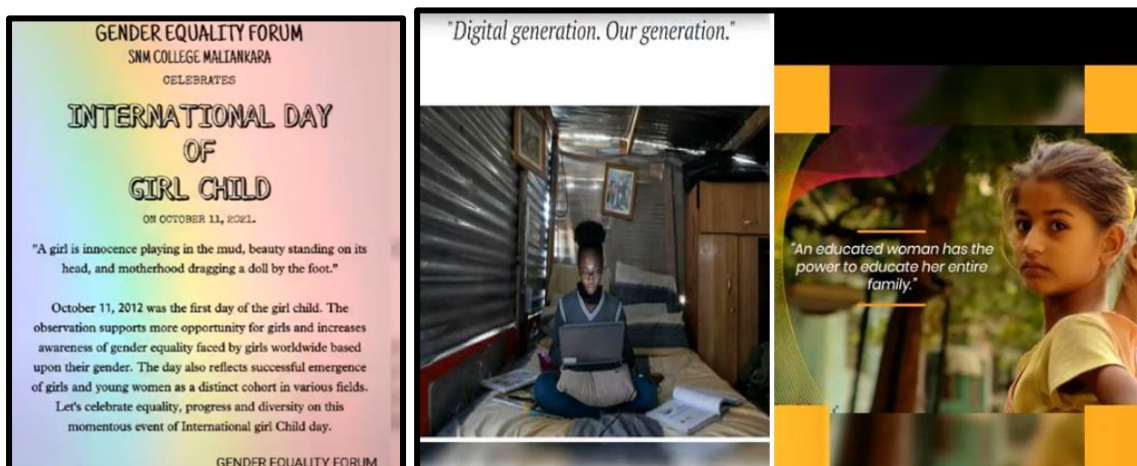 GENDER EQUALITY FORUM
SNM COLLEGE MALIANKARA
CELEBRATES
INTERNATIONAL DAY
OF
GIRL CHILD
ON OCTOBER 11, 2021.
"A girl is innocence playing in the mud, beauty standing on its
head, and motherhood dragging a doll by the foot."
October 11, 2012 was the first day of the girl child. The
observation supports more opportunity for girls and increases
awareness of gender equality faced by girls worldwide based
upon their gender. The day also reflects successful emergence
of girls and young women as a distinct cohort in various fields.
Let's celebrate equality, progress and diversity on this
momentous event of International girl Child day.
GENDER EQUALITY FORUM
"Digital generation. Our generation."
"An educated woman has the
power to educate her entire
family."